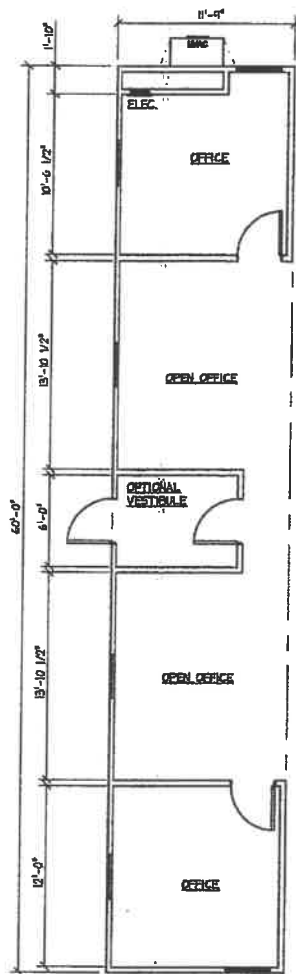 11'-9"
1'-10"
HVAC
ELEC.
OFFICE
10'-6 1/2"
13'-10 1/2"
OPEN OFFICE
OPTIONAL
VESTIBULE
6'-0"
60'-0"
13'-10 1/2"
OPEN OFFICE
12'-0"
OFFICE